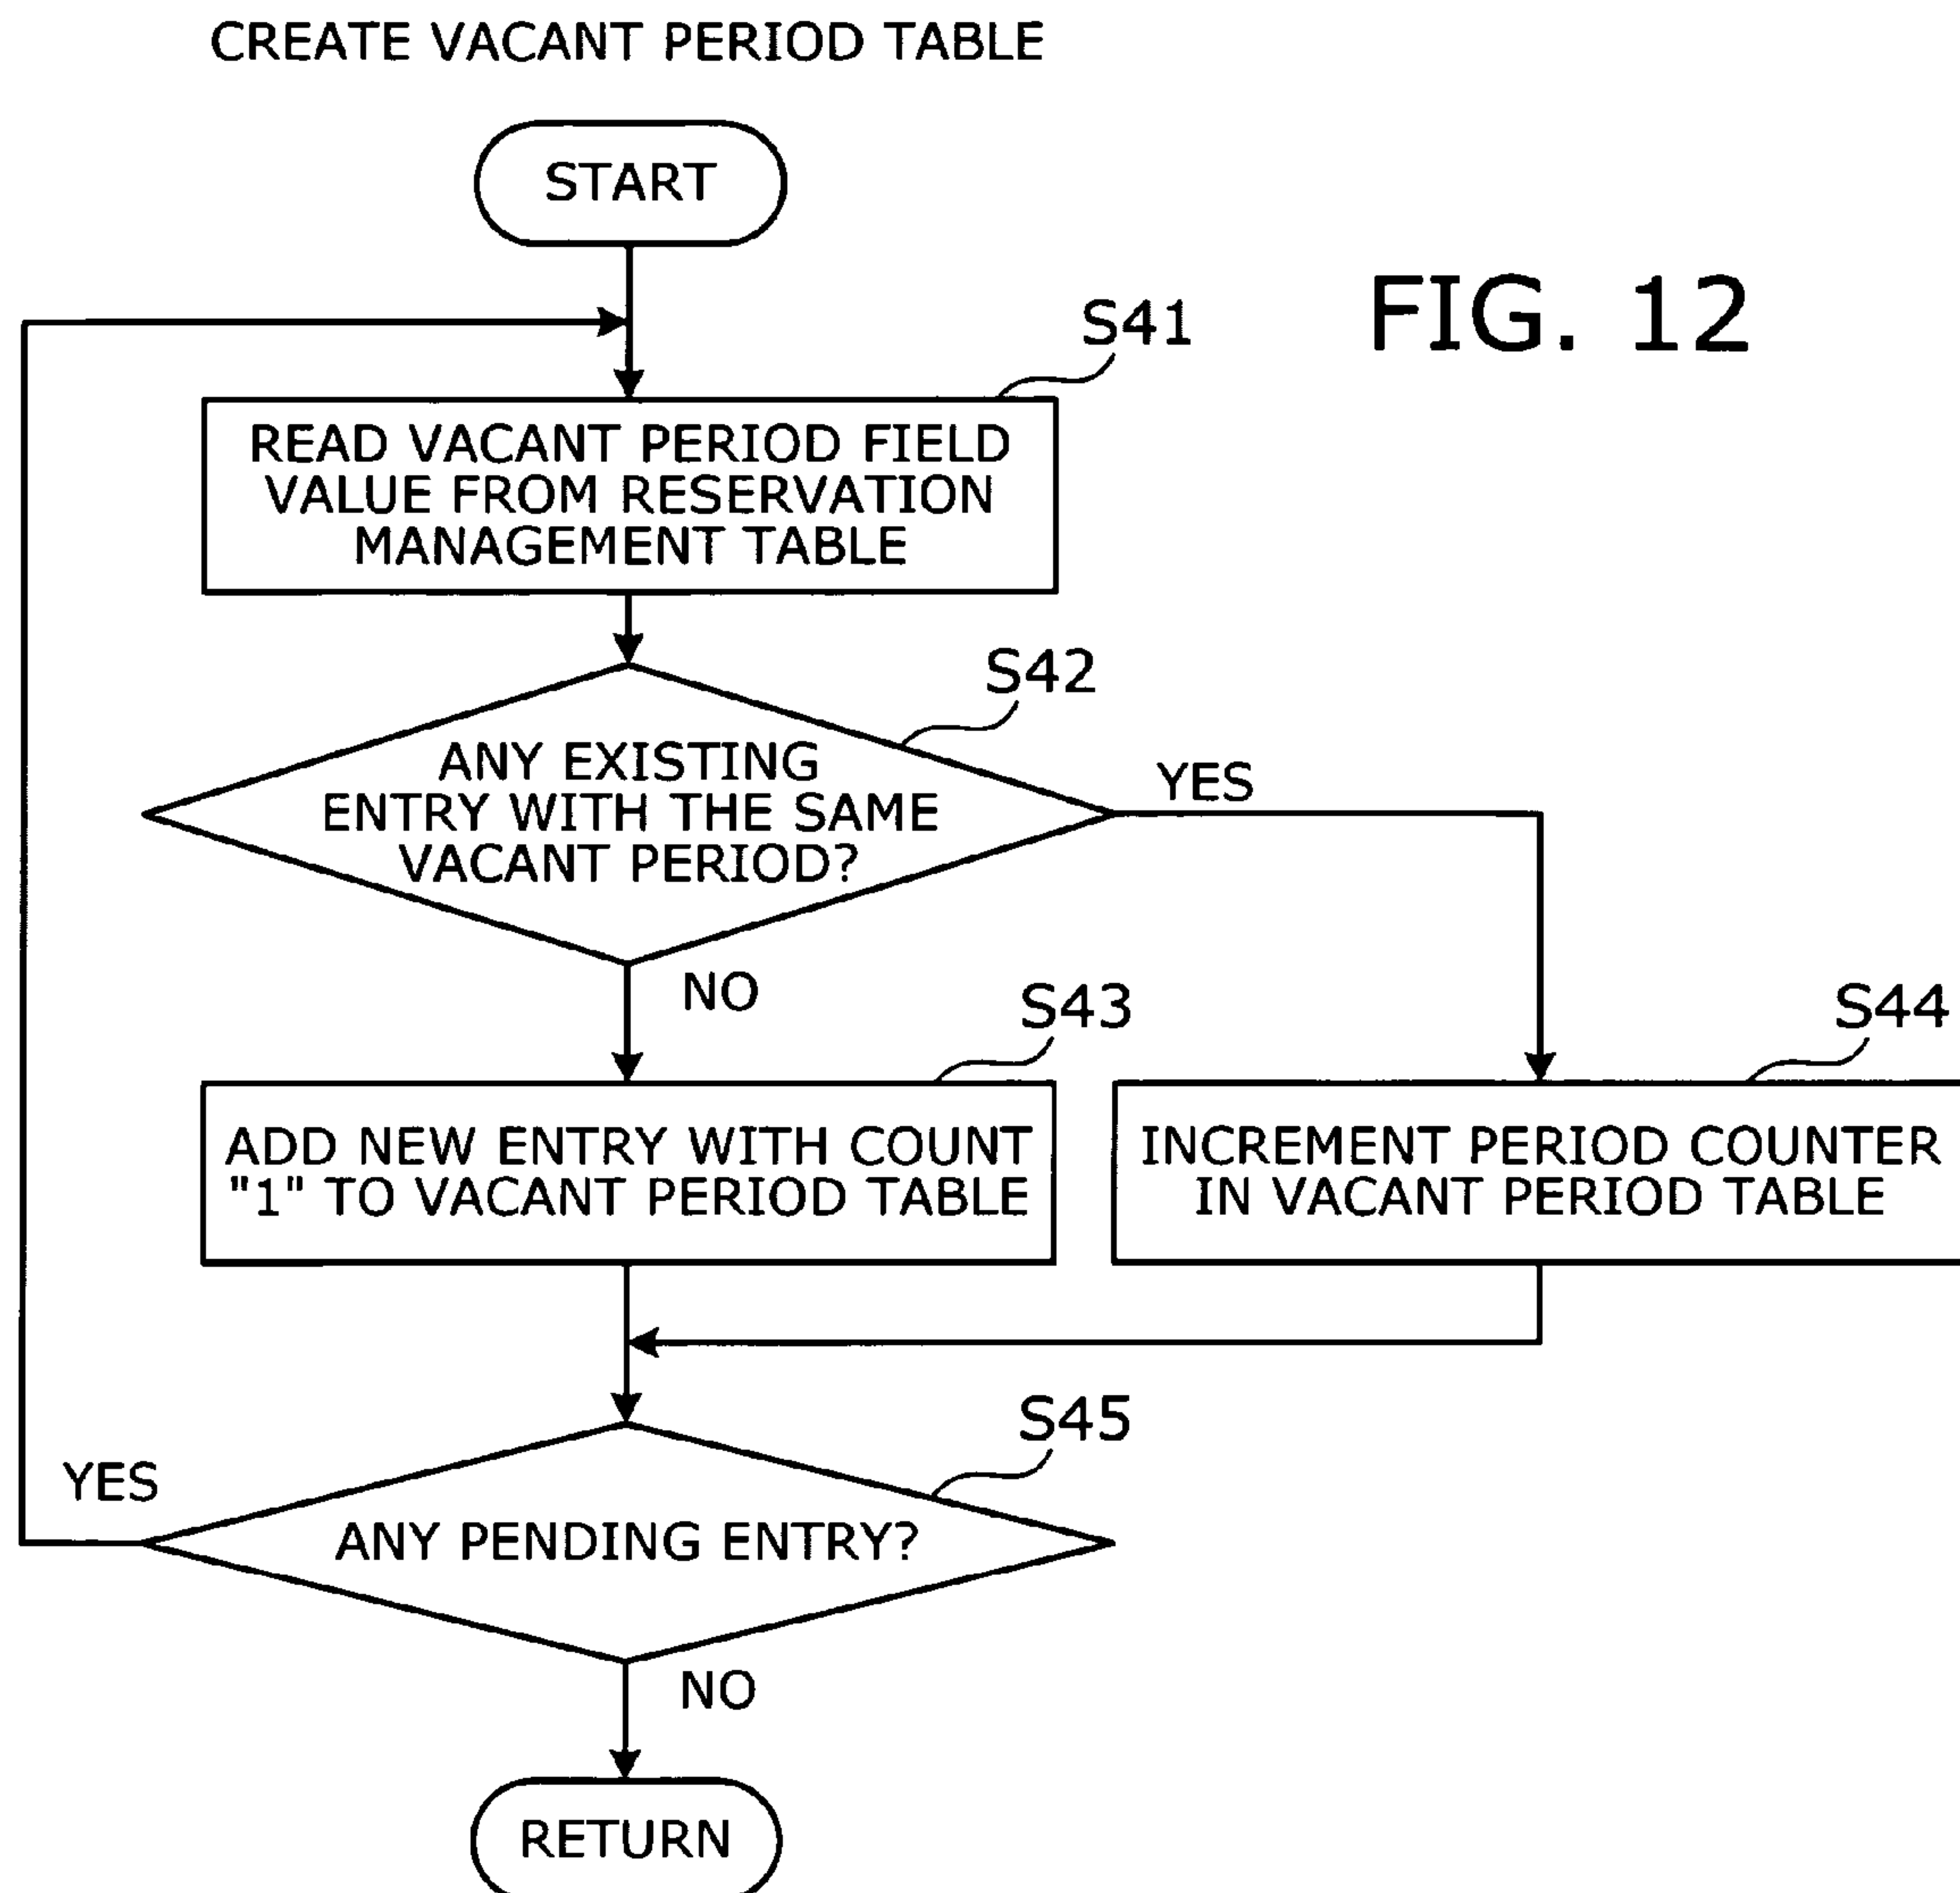 CREATE VACANT PERIOD TABLE
START
FIG. 12
S41
READ VACANT PERIOD FIELD
VALUE FROM RESERVATION
MANAGEMENT TABLE
S42
ANY EXISTING
ENTRY WITH THE SAME
VACANT PERIOD?
YES
NO
S43
S44
ADD NEW ENTRY WITH COUNT
"1" TO VACANT PERIOD TABLE
INCREMENT PERIOD COUNTER
IN VACANT PERIOD TABLE
S45
YES
ANY PENDING ENTRY?
NO
RETURN